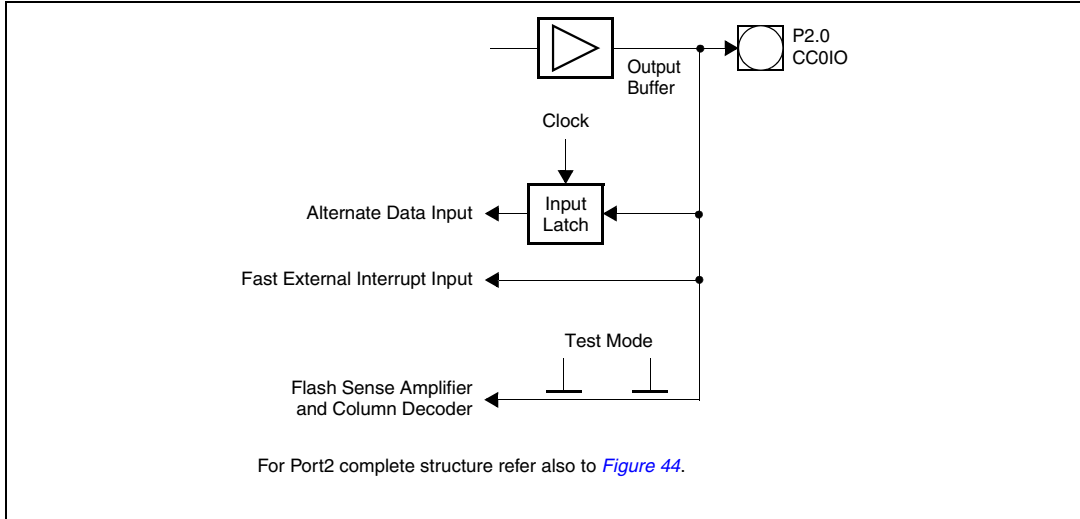 P2.0
CC0IO
Output
Buffer
Clock
Input
Latch
Alternate Data Input
Fast External Interrupt Input
Test Mode
Flash Sense Amplifier
and Column Decoder
For Port2 complete structure refer also to Figure 44.